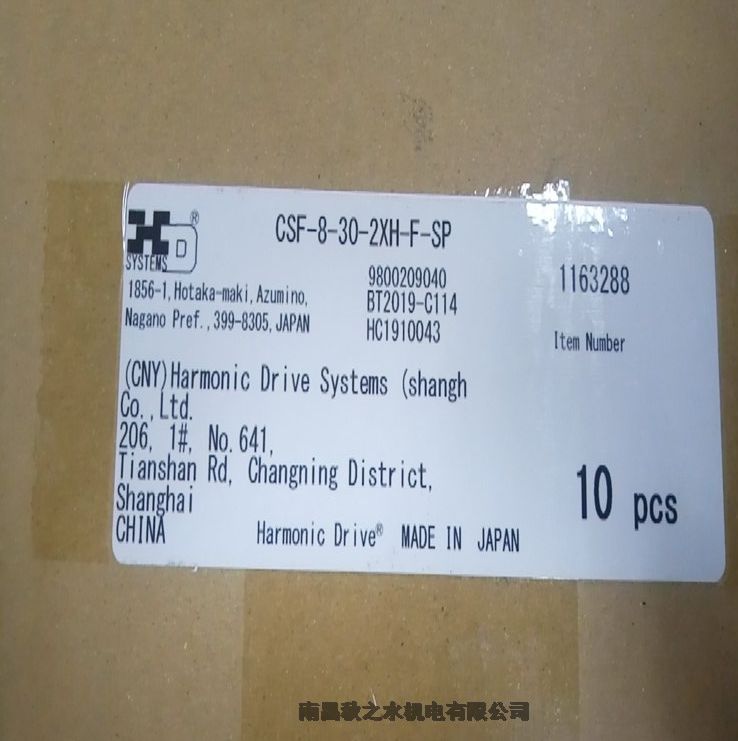 HD®
SYSTEMS
CSF-8-30-2XH-F-SP
1856-1,Hotaka-maki,Azumino,
Nagano Pref.,399-8305,JAPAN
9800209040
BT2019-C114
HC1910043
1163288
Item Number
(CNY)Harmonic Drive Systems (shangh
Co.,Ltd.
206, 1#, No.641,
Tianshan Rd, Changning District,
Shanghai
CHINA
Harmonic Drive® MADE IN JAPAN
10 pcs
南昌秋之水机电有限公司